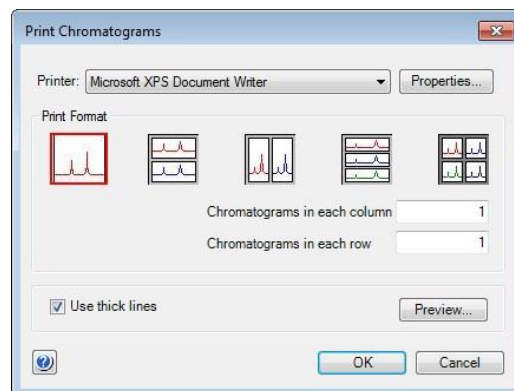 Print Chromatograms
Printer: Microsoft XPS Document Writer Properties...
Print Format
Chromatograms in each column 1
Chromatograms in each row 1
Use thick lines Preview...
OK Cancel